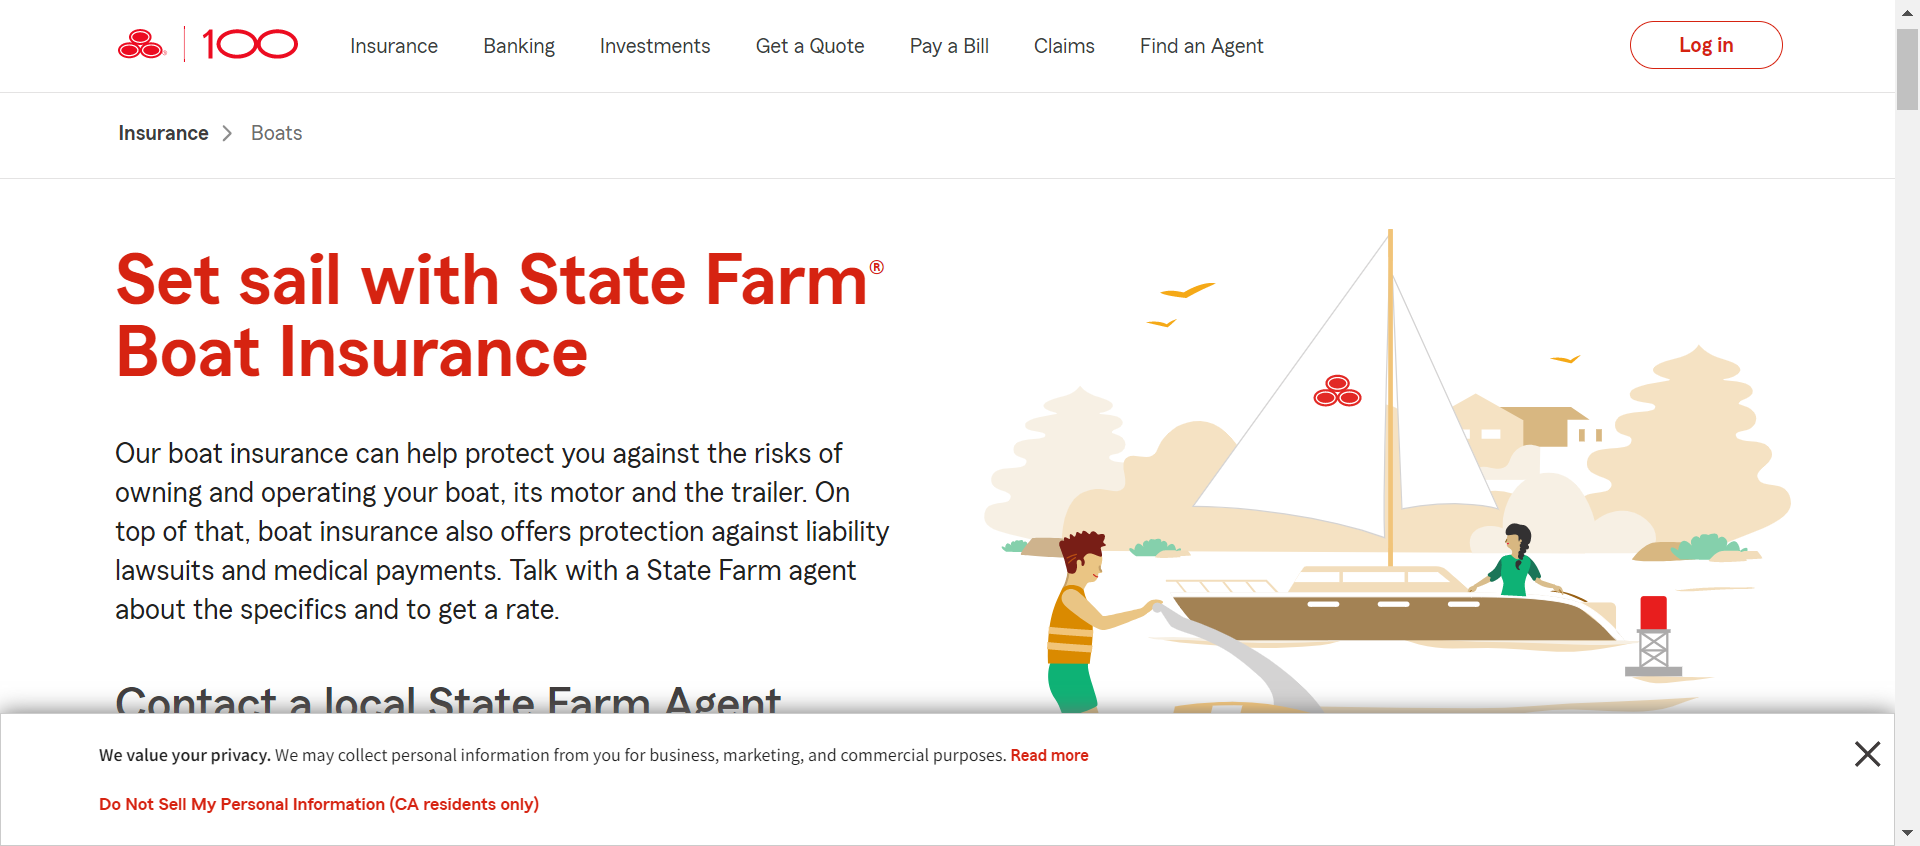 100
Insurance Banking Investments Get a Quote Pay a Bill Claims Find an Agent Log in
Insurance > Boats
Set sail with State Farm®
Boat Insurance
Our boat insurance can help protect you against the risks of
owning and operating your boat, its motor and the trailer. On
top of that, boat insurance also offers protection against liability
lawsuits and medical payments. Talk with a State Farm agent
about the specifics and to get a rate.
Contact a local State Farm Agent
We value your privacy. We may collect personal information from you for business, marketing, and commercial purposes. Read more
Do Not Sell My Personal Information (CA residents only)